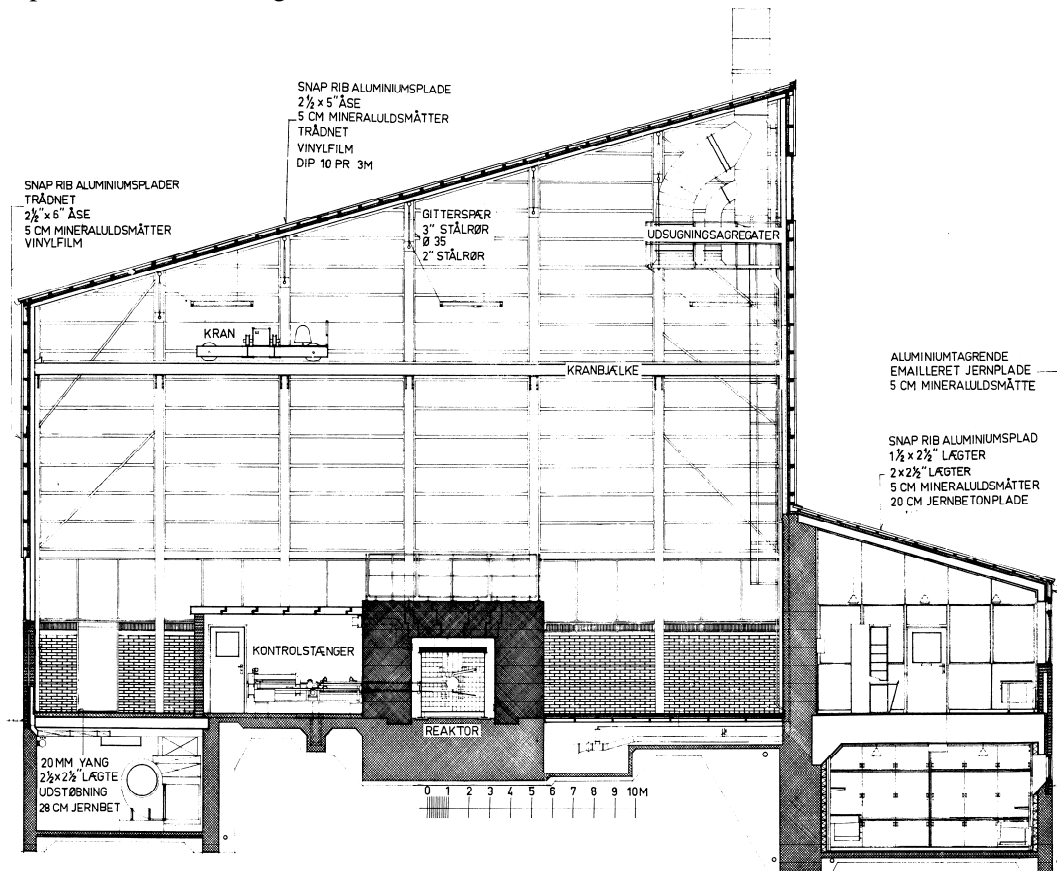 SNAP RIB ALUMINIUMSPLADE
2½ x 5" ÅSE
5 CM MINERALULDSMÅTTER
TRÅDNET
VINYLFILM
DIP 10 PR 3M
SNAP RIB ALUMINIUMSPLADER
TRÅDNET
2½" x 6" ÅSE
5 CM MINERALULDSMÅTTER
VINYLFILM
GITTERSPÆR
3" STÅLRØR
Ø 35
2" STÅLRØR
UDSUGNINGSAGREGATER
KRAN
KRANBJÆLKE
ALUMINIUMTAGRENDE
EMAILLERET JERNPLADE
5 CM MINERALULDSMÅTTE
SNAP RIB ALUMINIUMSPLAD
1½ x 2½" LÆGTER
2 x 2½" LÆGTER
5 CM MINERALULDSMÅTTER
20 CM JERNBETONPLADE
KONTROLSTÆNGER
REAKTOR
20 MM YANG
2½ x 2½" LÆGTE
UDSTØBNING
28 CM JERNBET
0 1 2 3 4 5 6 7 8 9 10 M